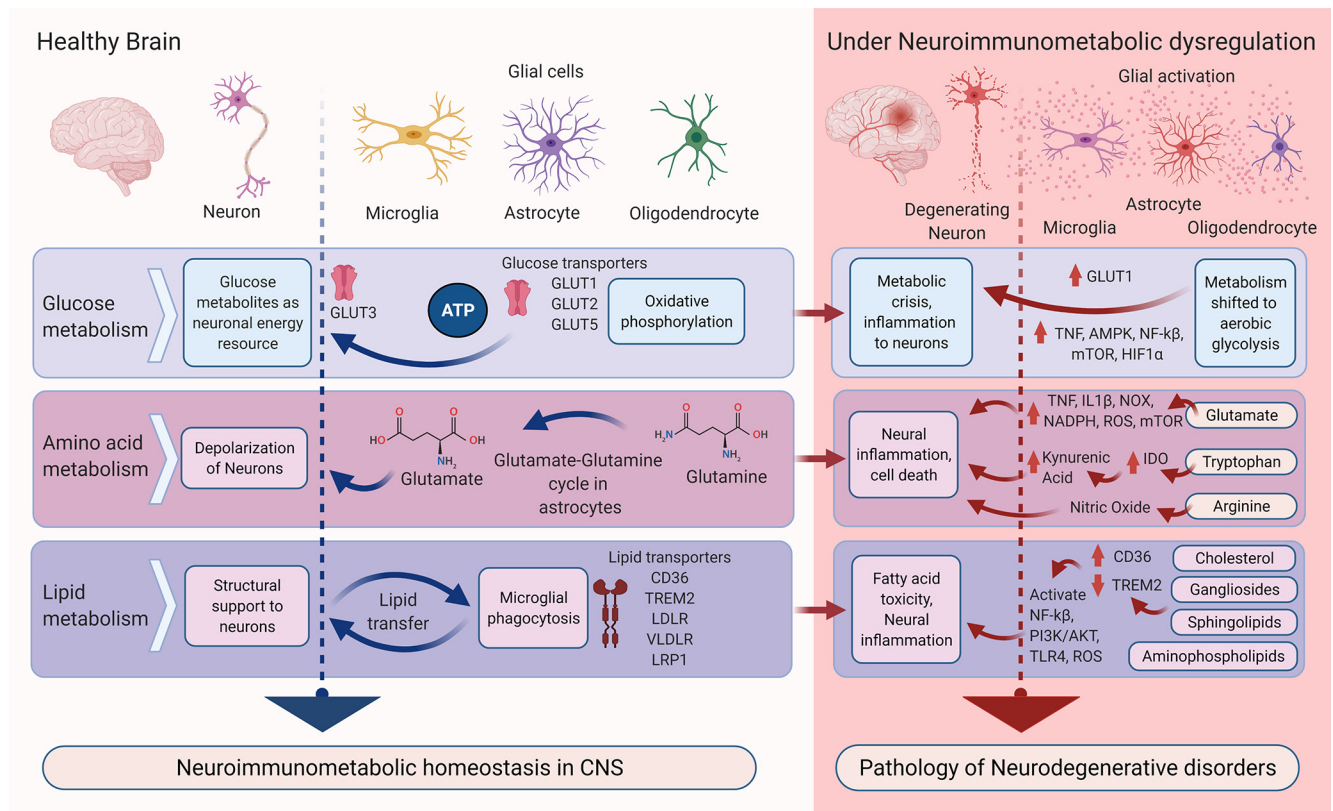 Healthy Brain
Glial cells
Neuron
Microglia
Astrocyte
Oligodendrocyte
Glucose
metabolism
Glucose
metabolites as
neuronal energy
resource
GLUT3
ATP
Glucose transporters
GLUT1
GLUT2
GLUT5
Oxidative
phosphorylation
Amino acid
metabolism
Depolarization
of Neurons
O
O
HO
OH
NH₂
Glutamate
Glutamate-Glutamine
cycle in
astrocytes
O
O
H₂N
OH
NH₂
Glutamine
Lipid
metabolism
Structural
support to
neurons
Lipid
transfer
Microglial
phagocytosis
Lipid transporters
CD36
TREM2
LDLR
VLDLR
LRP1
Neuroimmunometabolic homeostasis in CNS
Under Neuroimmunometabolic dysregulation
Glial activation
Degenerating
Neuron
Microglia
Astrocyte
Oligodendrocyte
Metabolic
crisis,
inflammation
to neurons
GLUT1
TNF, AMPK, NF-kβ,
mTOR, HIF1α
Metabolism
shifted to
aerobic
glycolysis
Neural
inflammation,
cell death
TNF, IL1β, NOX,
NADPH, ROS, mTOR
Glutamate
Kynurenic
Acid
IDO
Tryptophan
Nitric Oxide
Arginine
Fatty acid
toxicity,
Neural
inflammation
CD36
TREM2
Activate
NF-kβ,
PI3K/AKT,
TLR4, ROS
Cholesterol
Gangliosides
Sphingolipids
Aminophospholipids
Pathology of Neurodegenerative disorders